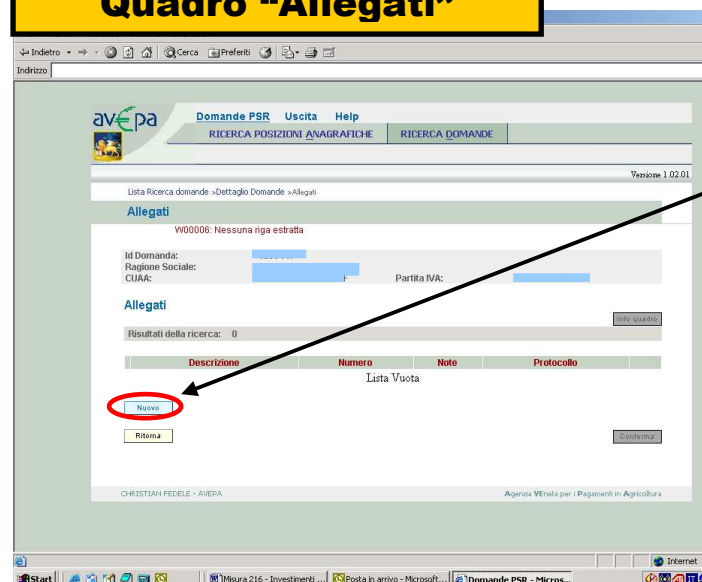 Quadro "Allegati"
Indietro
Cerca Preferiti
Indirizzo
av€pa
Domande PSR Uscita Help
RICERCA POSIZIONI ANAGRAFICHE RICERCA DOMANDE
Versione 1.02.01
Lista Ricerca domande >Dettaglio Domande >Allegati
Allegati
W00006: Nessuna riga estratta
Id Domanda:
Ragione Sociale:
CUAA: Partita IVA:
Allegati
Info quadro
Risultati della ricerca: 0
Descrizione Numero Note Protocollo
Lista Vuota
Nuovo
Ritorna Conferma
CHRISTIAN FEDELE - AVEPA Agenzia VEneta per i Pagamenti in Agricoltura
Internet
Start Misura 216 - Investimenti ... Posta in arrivo - Microsoft... Domande PSR - Micros... IT